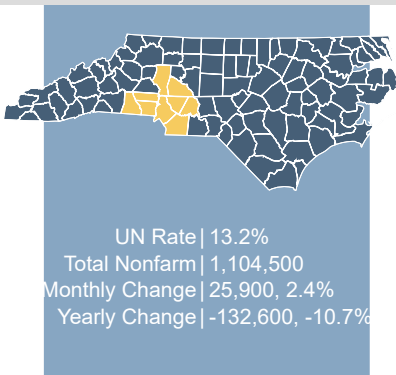 UN Rate| 13.2%
Total Nonfarm| 1,104,500
Monthly Change| 25,900, 2.4%
Yearly Change| -132,600, -10.7%